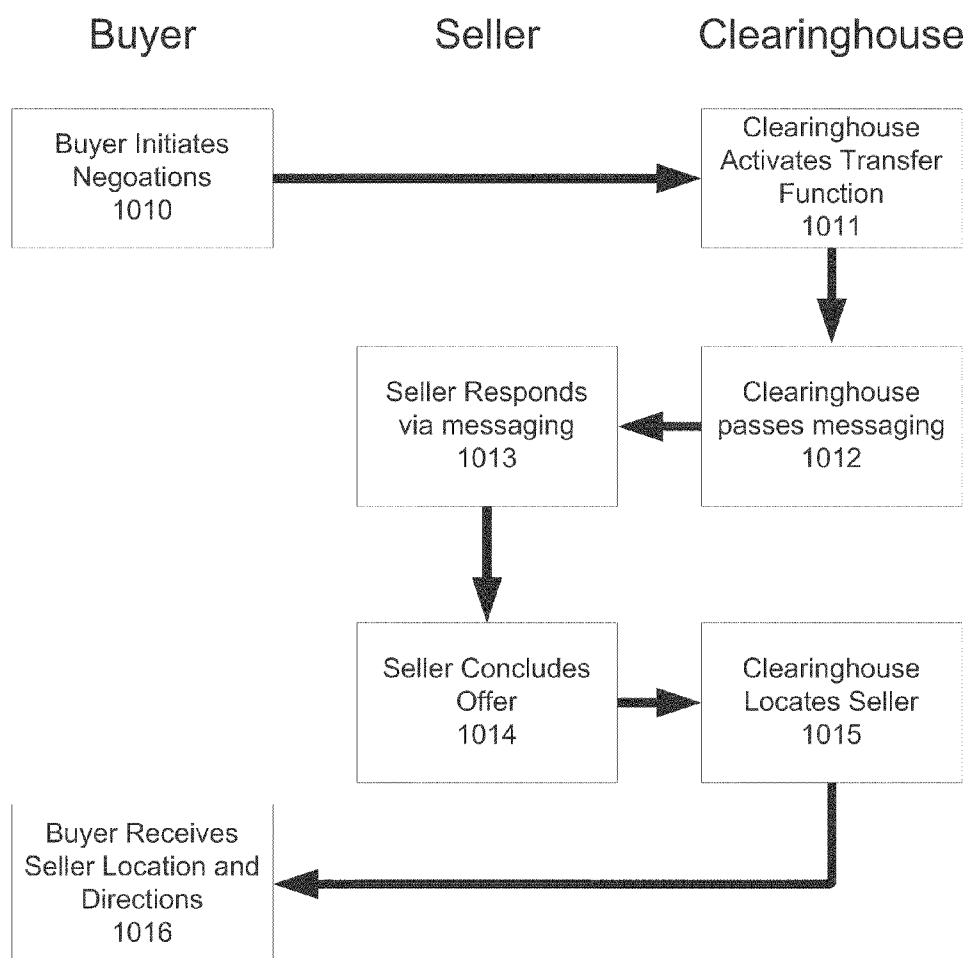 Buyer
Seller
Clearinghouse
Buyer Initiates
Negoations
1010
Clearinghouse
Activates Transfer
Function
1011
Seller Responds
via messaging
1013
Clearinghouse
passes messaging
1012
Seller Concludes
Offer
1014
Clearinghouse
Locates Seller
1015
Buyer Receives
Seller Location and
Directions
1016